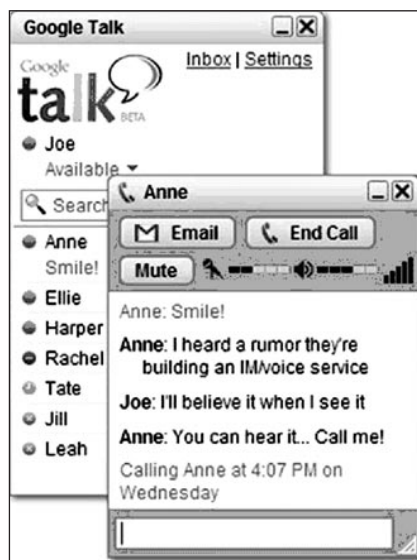 Google Talk
Inbox | Settings
Google
talk
BETA
Joe
Available
Search
Anne
Smile!
Ellie
Harper
Rachel
Tate
Jill
Leah
Anne
Email
End Call
Mute
Anne: Smile!
Anne: I heard a rumor they're
building an IM/voice service
Joe: I'll believe it when I see it
Anne: You can hear it... Call me!
Calling Anne at 4:07 PM on
Wednesday